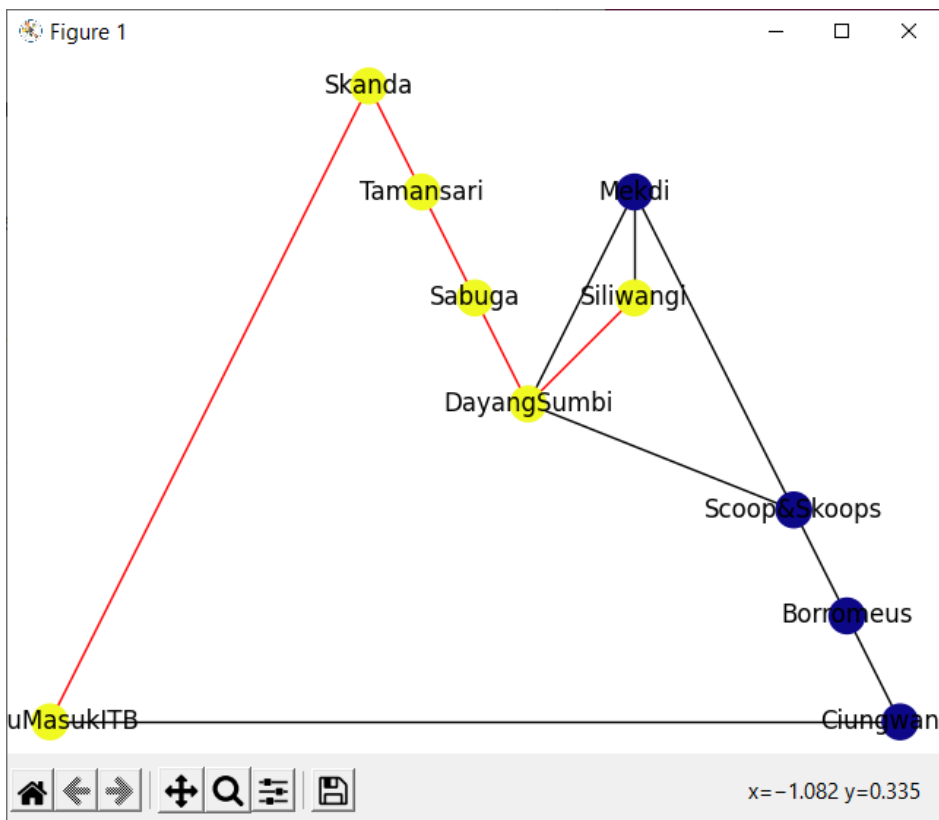 Figure 1
Skanda
Tamansari
Mekdi
Sabuga
Siliwangi
DayangSumbi
Scoop&Skoops
Borromeus
uMasukITB
Ciungwan
x=−1.082 y=0.335